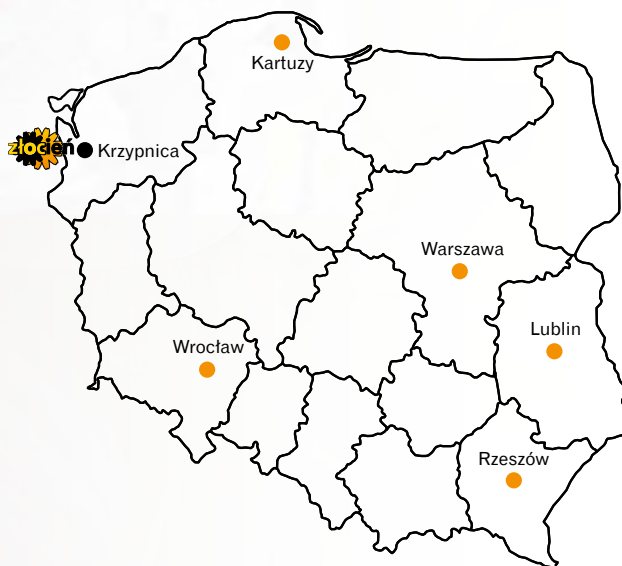 Kartuzy
złocień
Krzypnica
Warszawa
Lublin
Wrocław
Rzeszów